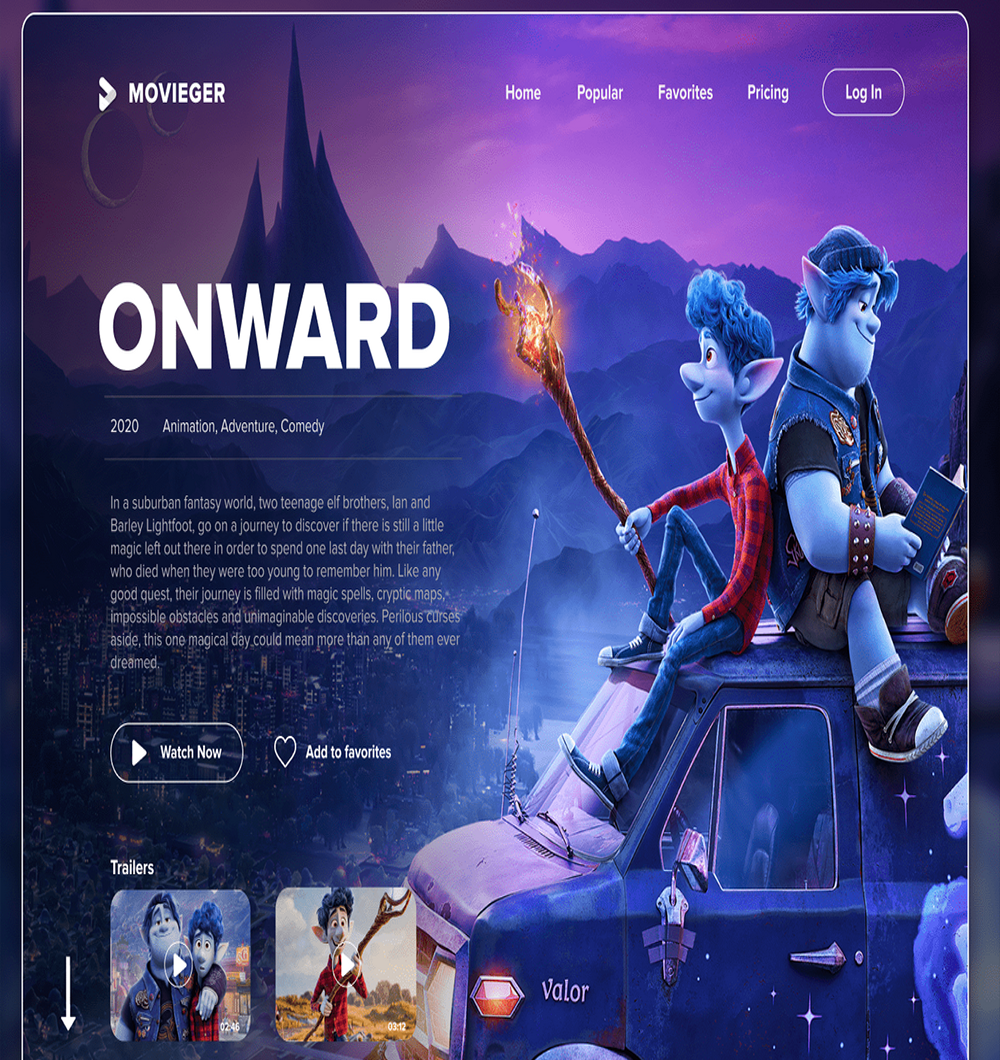 MOVIEGER
Home Popular Favorites Pricing Log In
ONWARD
2020 Animation, Adventure, Comedy
In a suburban fantasy world, two teenage elf brothers, Ian and
Barley Lightfoot, go on a journey to discover if there is still a little
magic left out there in order to spend one last day with their father,
who died when they were too young to remember him. Like any
good quest, their journey is filled with magic spells, cryptic maps,
impossible obstacles and unimaginable discoveries. Perilous curses
aside, this one magical day could mean more than any of them ever
dreamed.
Watch Now Add to favorites
Trailers
02:46 03:12
Valor